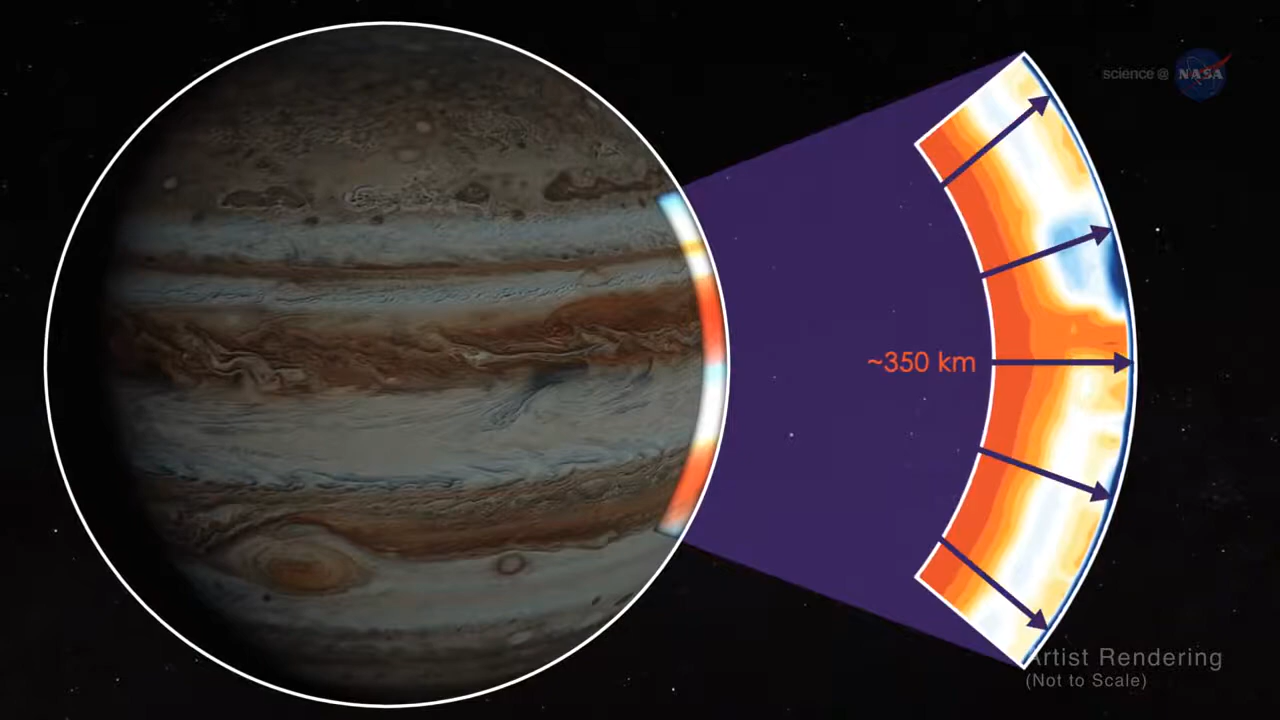 science@ NASA
~350 km
Artist Rendering
(Not to Scale)